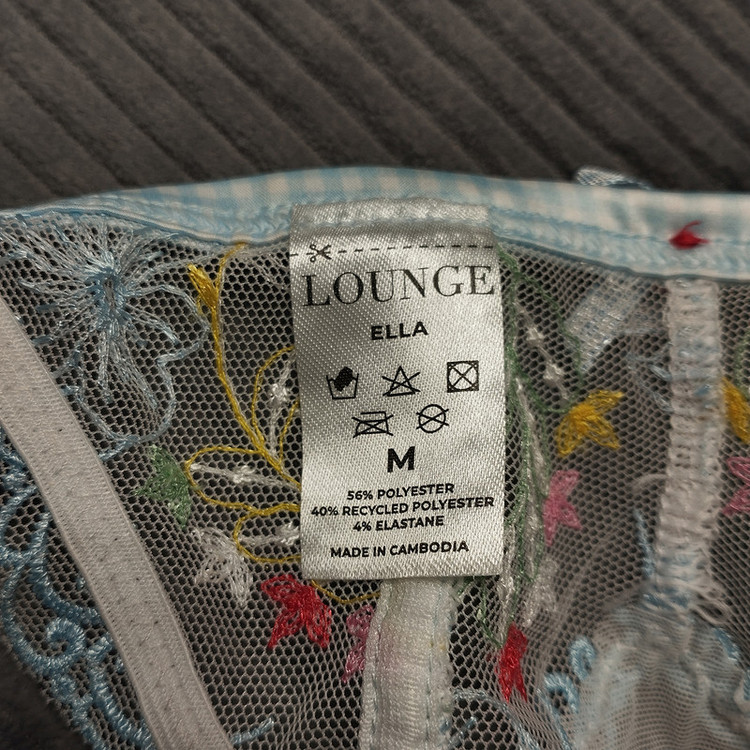 LOUNGE
ELLA
M
56% POLYESTER
40% RECYCLED POLYESTER
4% ELASTANE
MADE IN CAMBODIA